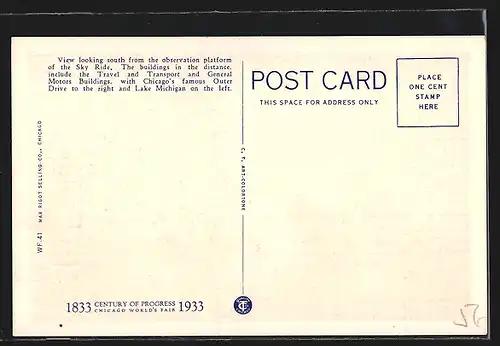 View looking south from the observation platform
of the Sky Ride. The buildings in the distance.
include the Travel and Transport and General
Motors Buildings, with Chicago's famous Outer
Drive to the right and Lake Michigan on the left.
POST CARD
THIS SPACE FOR ADDRESS ONLY
PLACE
ONE CENT
STAMP
HERE
W.F. 41 MAX RIGOT SELLING-CO., CHICAGO
C. T. ART-COLORTONE
1833 CENTURY OF PROGRESS 1933
CHICAGO WORLD'S FAIR